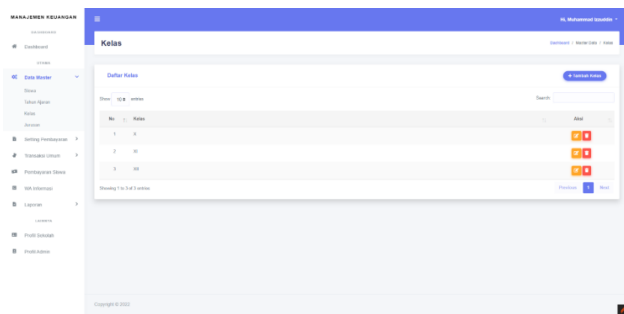 MANAJEMEN KEUANGAN
Hi, Muhammad Izzuddin
DASHBOARD
Dashboard
ITEMS
Data Master
Siswa
Tahun Ajaran
Kelas
Setting Pembayaran
Transaksi Umum
Pembayaran Siswa
WA Informasi
Laporan
LAINNYA
Profil Sekolah
Profil Admin
Kelas
Dashboard / Master Data / Kelas
Daftar Kelas
+ Tambah Kelas
Show 10 entries
Search:
No Kelas Aksi
1 X
2 XI
3 XII
Showing 1 to 3 of 3 entries
Previous 1 Next
Copyright © 2022